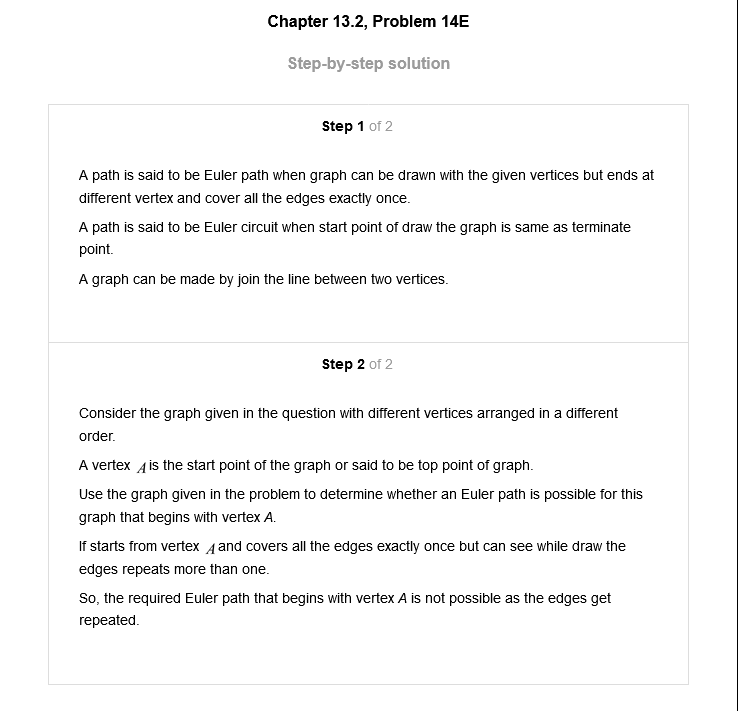 Chapter 13.2, Problem 14E
Step-by-step solution
Step 1 of 2
A path is said to be Euler path when graph can be drawn with the given vertices but ends at
different vertex and cover all the edges exactly once.
A path is said to be Euler circuit when start point of draw the graph is same as terminate
point.
A graph can be made by join the line between two vertices.
Step 2 of 2
Consider the graph given in the question with different vertices arranged in a different
order.
A vertex A is the start point of the graph or said to be top point of graph.
Use the graph given in the problem to determine whether an Euler path is possible for this
graph that begins with vertex A.
If starts from vertex A and covers all the edges exactly once but can see while draw the
edges repeats more than one.
So, the required Euler path that begins with vertex A is not possible as the edges get
repeated.